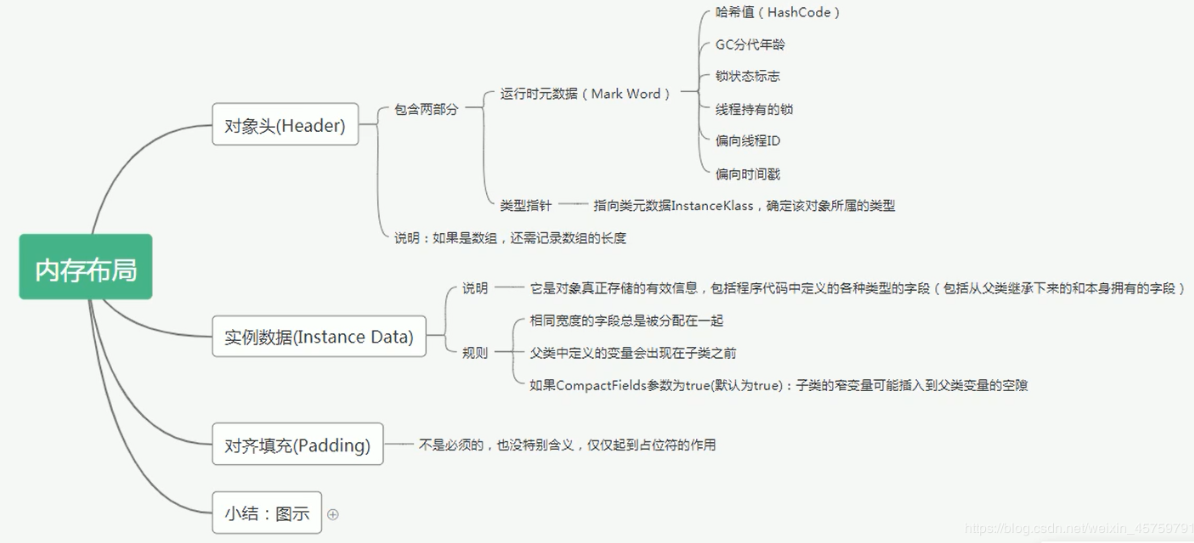 内存布局
对象头(Header)
包含两部分
运行时元数据（Mark Word）
哈希值（HashCode）
GC分代年龄
锁状态标志
线程持有的锁
偏向线程ID
偏向时间戳
类型指针
指向类元数据InstanceKlass，确定该对象所属的类型
说明：如果是数组，还需记录数组的长度
实例数据(Instance Data)
说明
它是对象真正存储的有效信息，包括程序代码中定义的各种类型的字段（包括从父类继承下来的和本身拥有的字段）
规则
相同宽度的字段总是被分配在一起
父类中定义的变量会出现在子类之前
如果CompactFields参数为true(默认为true)：子类的窄变量可能插入到父类变量的空隙
对齐填充(Padding)
不是必须的，也没特别含义，仅仅起到占位符的作用
小结：图示
https://blog.csdn.net/weixin_45759791